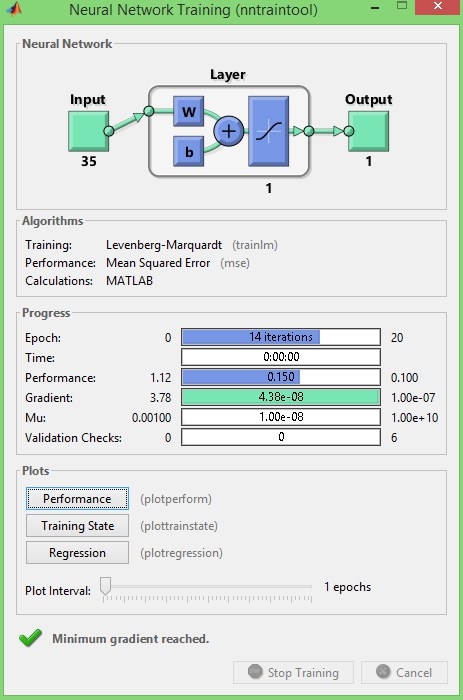 Neural Network Training (nntraintool)
Neural Network
Layer
Input
Output
W
b
+
35
1
1
Algorithms
Training: Levenberg-Marquardt (trainlm)
Performance: Mean Squared Error (mse)
Calculations: MATLAB
Progress
Epoch: 0 14 iterations 20
Time: 0:00:00
Performance: 1.12 0.150 0.100
Gradient: 3.78 4.38e-08 1.00e-07
Mu: 0.00100 1.00e-08 1.00e+10
Validation Checks: 0 0 6
Plots
Performance (plotperform)
Training State (plottrainstate)
Regression (plotregression)
Plot Interval: 1 epochs
Minimum gradient reached.
Stop Training Cancel